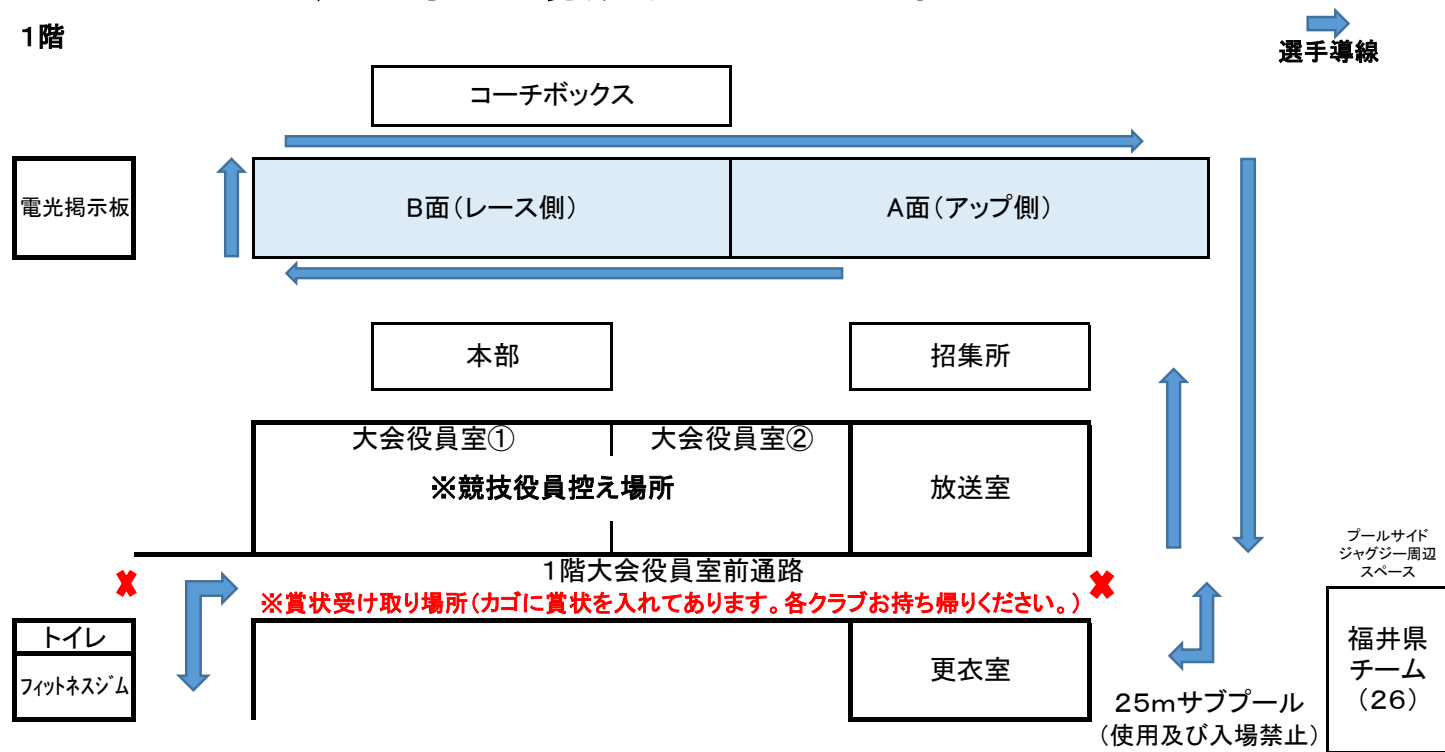 1階
選手導線
コーチボックス
電光掲示板
B面(レース側)
A面(アップ側)
本部
招集所
大会役員室①
大会役員室②
※競技役員控え場所
放送室
1階大会役員室前通路
※賞状受け取り場所(カゴに賞状を入れてあります。各クラブお持ち帰りください。)
トイレ
フィットネスジム
更衣室
25mサブプール
(使用及び入場禁止)
プールサイド
ジャグジー周辺
スペース
福井県
チーム
(26)